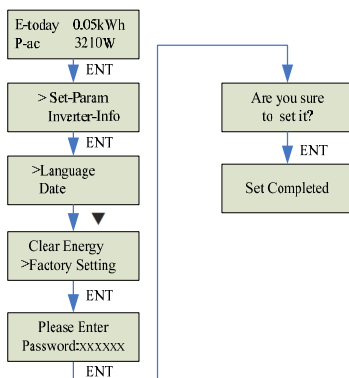 E-today 0.05kWh
P-ac 3210W
ENT
> Set-Param
Inverter-Info
ENT
>Language
Date
▼
Clear Energy
>Factory Setting
ENT
Please Enter
Password:xxxxxx
ENT
Are you sure
to set it?
ENT
Set Completed